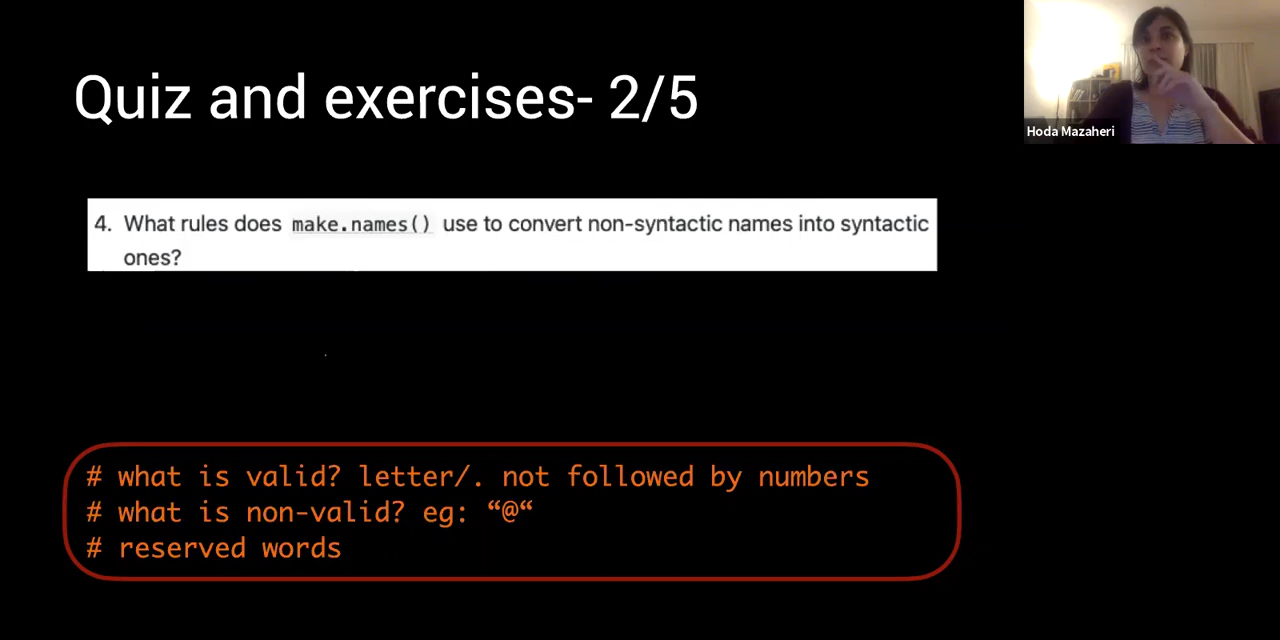 Quiz and exercises- 2/5
Hoda Mazaheri
4. What rules does make.names() use to convert non-syntactic names into syntactic
ones?
# what is valid? letter/. not followed by numbers
# what is non-valid? eg: “@“
# reserved words